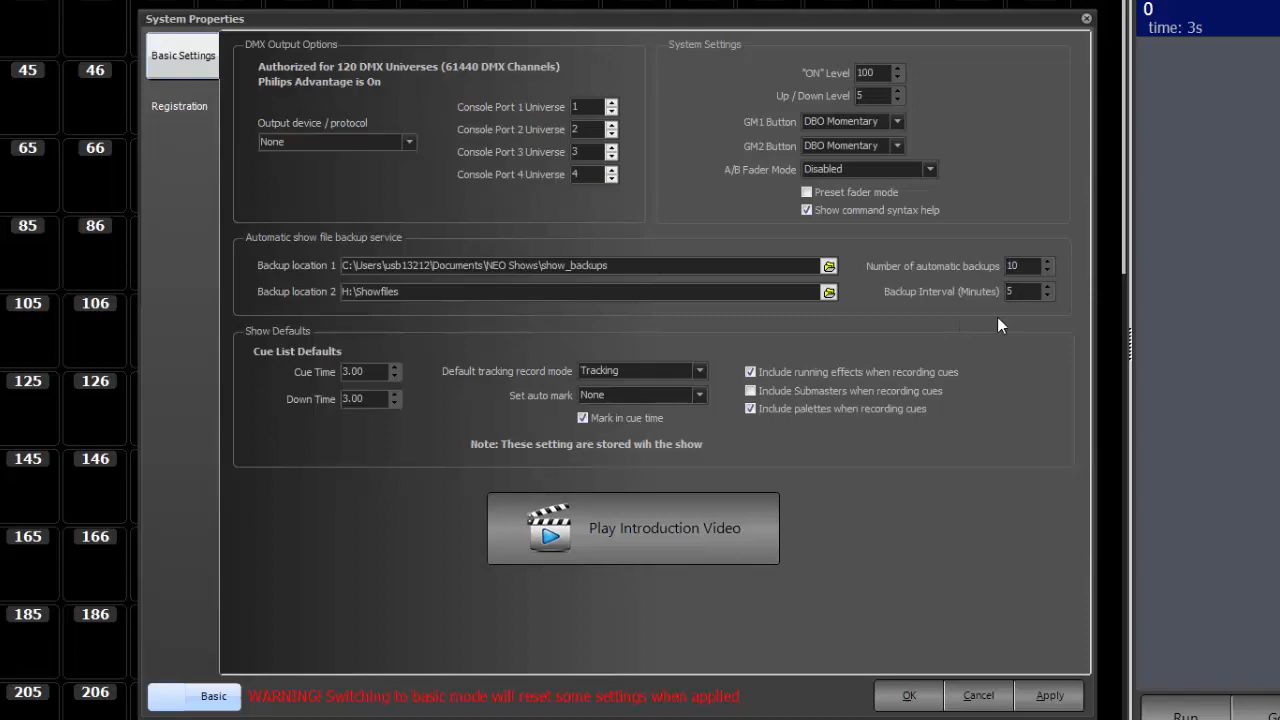 System Properties
0
time: 3s
45 46
65 66
85 86
105 106
125 126
145 146
165 166
185 186
205 206
Basic Settings
Registration
DMX Output Options
Authorized for 120 DMX Universes (61440 DMX Channels)
Philips Advantage is On
Output device / protocol
None
Console Port 1 Universe 1
Console Port 2 Universe 2
Console Port 3 Universe 3
Console Port 4 Universe 4
System Settings
"ON" Level 100
Up / Down Level 5
GM1 Button DBO Momentary
GM2 Button DBO Momentary
A/B Fader Mode Disabled
Preset fader mode
Show command syntax help
Automatic show file backup service
Backup location 1 C:\Users\usb13212\Documents\NEO Shows\show_backups
Number of automatic backups 10
Backup location 2 H:\Showfiles
Backup Interval (Minutes) 5
Show Defaults
Cue List Defaults
Cue Time 3.00
Down Time 3.00
Default tracking record mode Tracking
Set auto mark None
Mark in cue time
Include running effects when recording cues
Include Submasters when recording cues
Include palettes when recording cues
Note: These setting are stored wih the show
Play Introduction Video
Basic
WARNING! Switching to basic mode will reset some settings when applied
OK Cancel Apply
Run